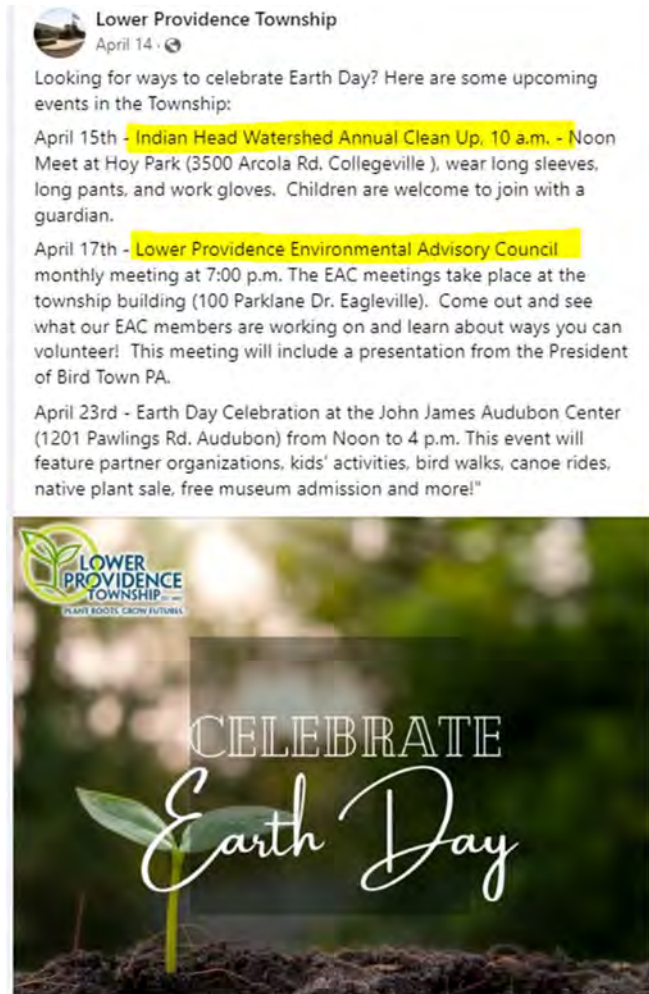 Lower Providence Township
April 14 ·
Looking for ways to celebrate Earth Day? Here are some upcoming
events in the Township:
April 15th - Indian Head Watershed Annual Clean Up, 10 a.m. - Noon
Meet at Hoy Park (3500 Arcola Rd. Collegeville ), wear long sleeves,
long pants, and work gloves.  Children are welcome to join with a
guardian.
April 17th - Lower Providence Environmental Advisory Council
monthly meeting at 7:00 p.m. The EAC meetings take place at the
township building (100 Parklane Dr. Eagleville).  Come out and see
what our EAC members are working on and learn about ways you can
volunteer!  This meeting will include a presentation from the President
of Bird Town PA.
April 23rd - Earth Day Celebration at the John James Audubon Center
(1201 Pawlings Rd. Audubon) from Noon to 4 p.m. This event will
feature partner organizations, kids' activities, bird walks, canoe rides,
native plant sale, free museum admission and more!"
LOWER
PROVIDENCE
TOWNSHIP
PLANT ROOTS. GROW FUTURES.
CELEBRATE
Earth Day